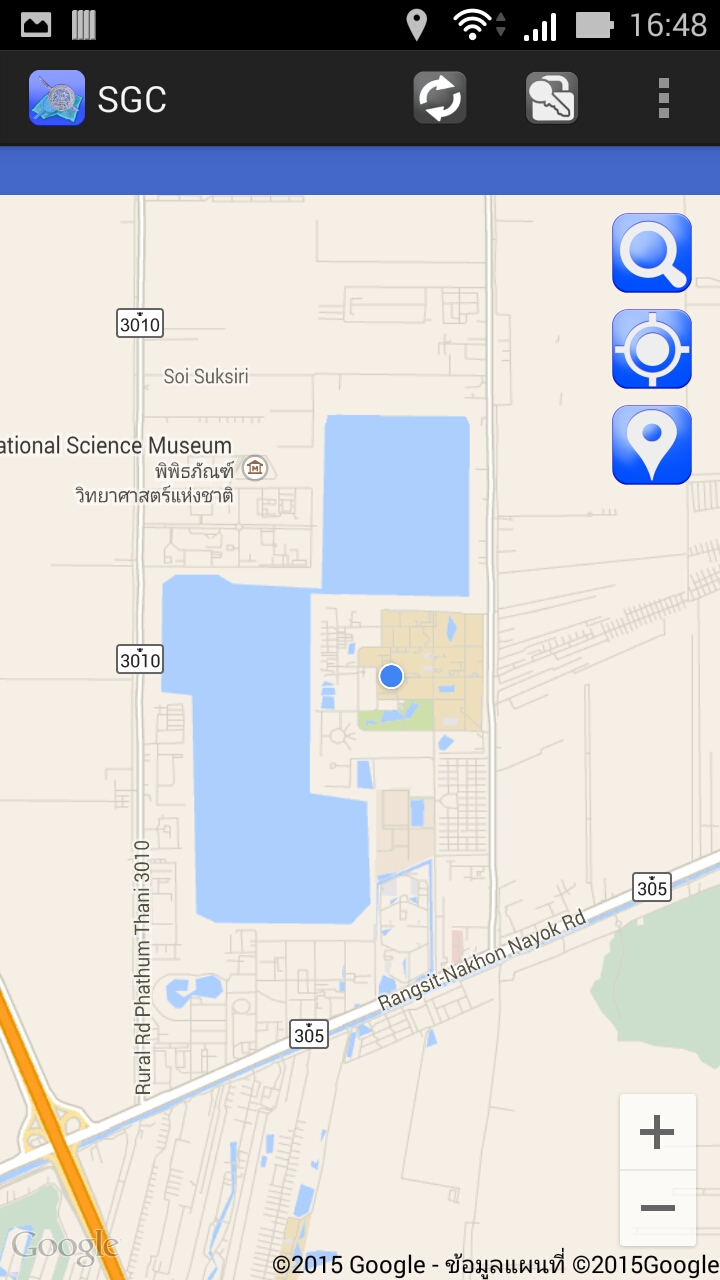 16:48
SGC
3010
Soi Suksiri
ational Science Museum
พิพิธภัณฑ์
วิทยาศาสตร์แห่งชาติ
3010
Rural Rd Phathum Thani 3010
305
Rangsit-Nakhon Nayok Rd
305
+
−
Google
©2015 Google - ข้อมูลแผนที่ ©2015Google